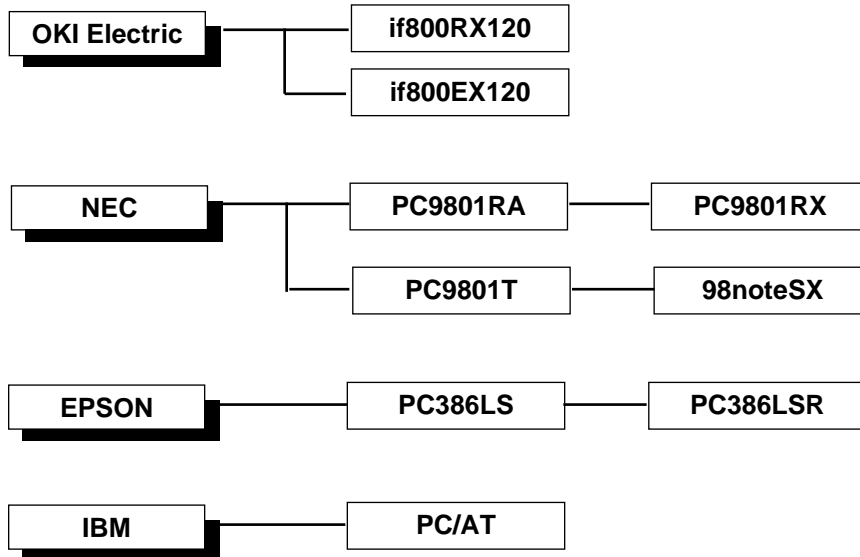 OKI Electric
if800RX120
if800EX120
NEC
PC9801RA
PC9801RX
PC9801T
98noteSX
EPSON
PC386LS
PC386LSR
IBM
PC/AT